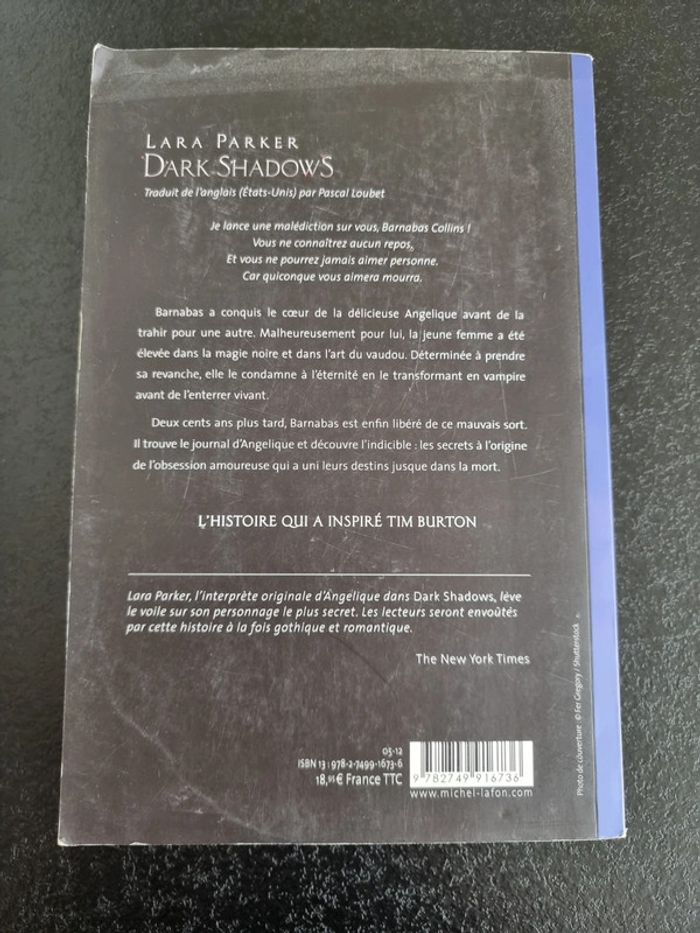 LARA PARKER
DARK SHADOWS
Traduit de l'anglais (États-Unis) par Pascal Loubet
Je lance une malédiction sur vous, Barnabas Collins !
Vous ne connaîtrez aucun repos,
Et vous ne pourrez jamais aimer personne.
Car quiconque vous aimera mourra.
Barnabas a conquis le cœur de la délicieuse Angelique avant de la
trahir pour une autre. Malheureusement pour lui, la jeune femme a été
élevée dans la magie noire et dans l'art du vaudou. Déterminée à prendre
sa revanche, elle le condamne à l'éternité en le transformant en vampire
avant de l'enterrer vivant.
Deux cents ans plus tard, Barnabas est enfin libéré de ce mauvais sort.
Il trouve le journal d'Angelique et découvre l'indicible : les secrets à l'origine
de l'obsession amoureuse qui a uni leurs destins jusque dans la mort.
L'HISTOIRE QUI A INSPIRÉ TIM BURTON
Lara Parker, l'interprète originale d'Angelique dans Dark Shadows, lève
le voile sur son personnage le plus secret. Les lecteurs seront envoûtés
par cette histoire à la fois gothique et romantique.
The New York Times
05-12
ISBN 13 : 978-2-7499-1673-6
18,95 € France TTC
9 782749 916736
www.michel-lafon.com
Photo de couverture © Fer Gregory / Shutterstock